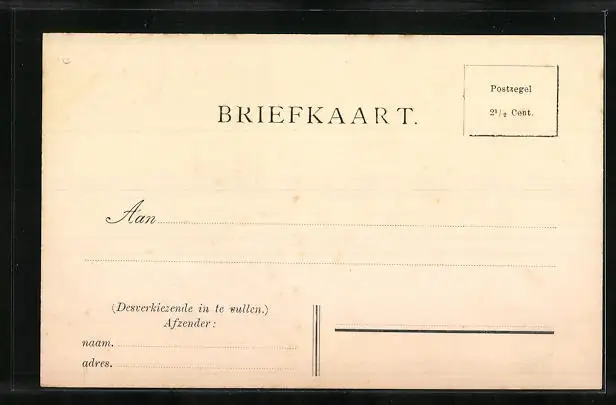 Postzegel
2½ Cent.
BRIEFKAART.
Aan
(Desverkiezende in te vullen.)
Afzender:
naam.
adres.